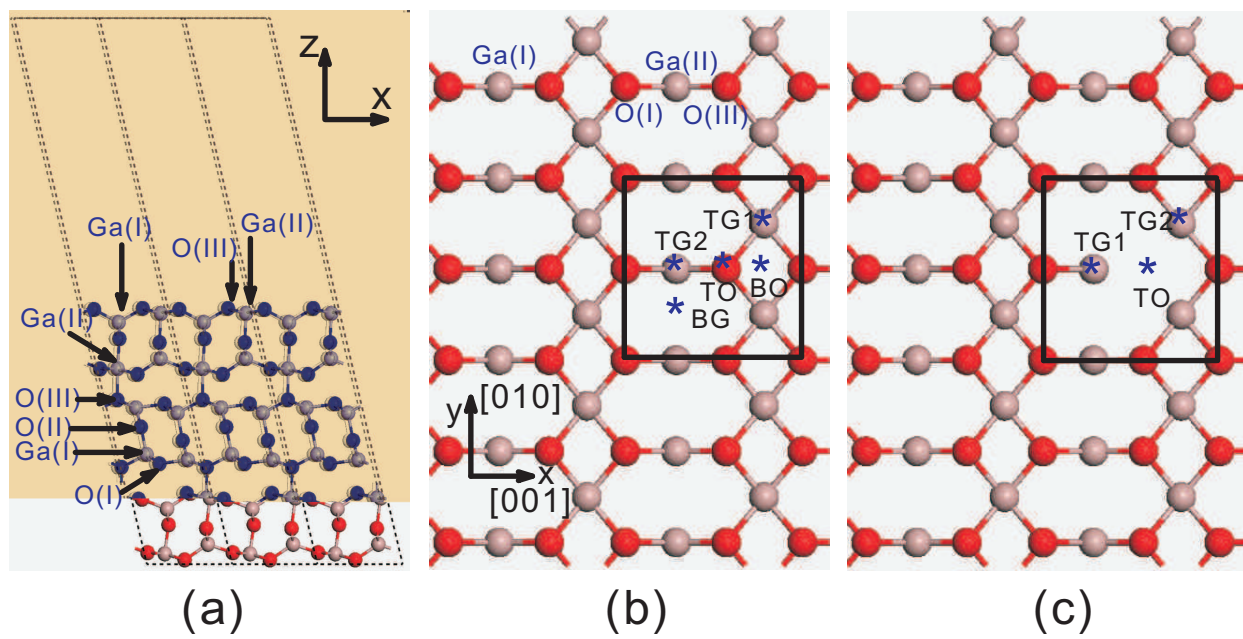 Z
X
Ga(I)
Ga(II)
O(III)
Ga(II)
O(III)
O(II)
Ga(I)
O(I)
(a)
Ga(I)
Ga(II)
O(I)
O(III)
TG1
*
TG2
* *
*
TO
BO
*
BG
y
[010]
x
[001]
(b)
TG2
*
TG1
* *
TO
(c)